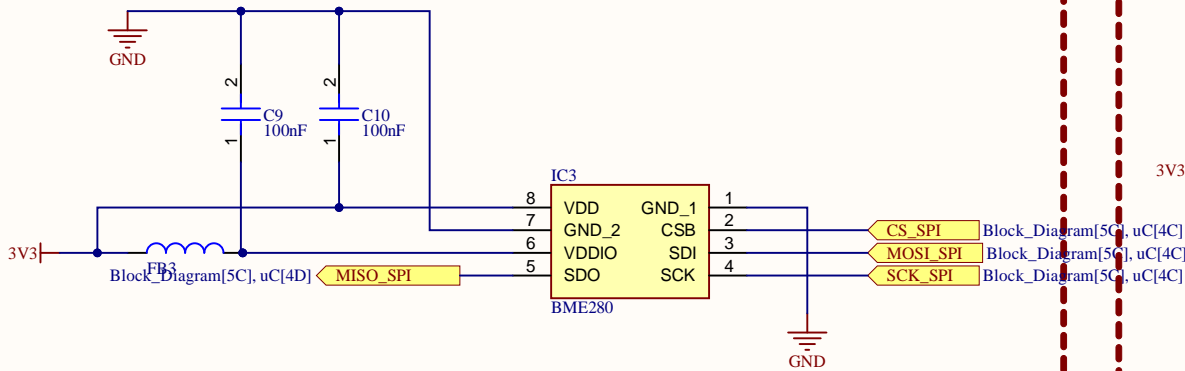 GND
2
2
C9
100nF
C10
100nF
1
1
IC3
3V3
8
VDD
GND_1
1
7
GND_2
CSB
2
CS_SPI
Block_Diagram[5C], uC[4C]
3V3
6
VDDIO
SDI
3
MOSI_SPI
Block_Diagram[5C], uC[4C]
FB3
Block_Diagram[5C], uC[4D]
MISO_SPI
5
SDO
SCK
4
SCK_SPI
Block_Diagram[5C], uC[4C]
BME280
GND